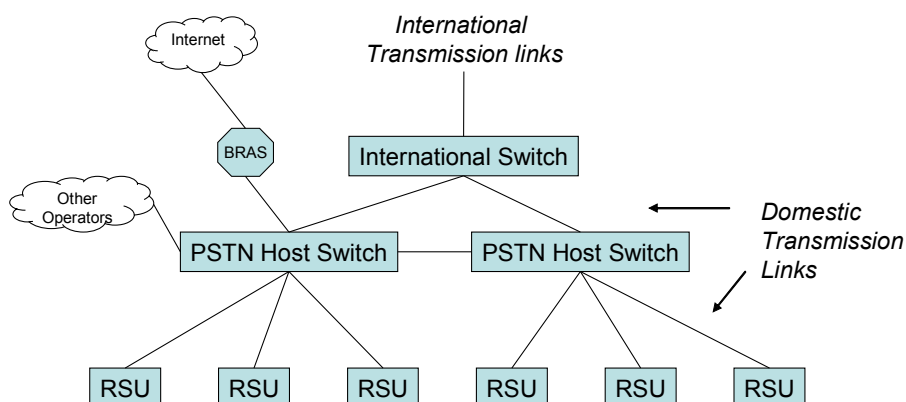 Internet
International
Transmission links
BRAS
International Switch
Other
Operators
PSTN Host Switch
PSTN Host Switch
Domestic
Transmission
Links
RSU
RSU
RSU
RSU
RSU
RSU